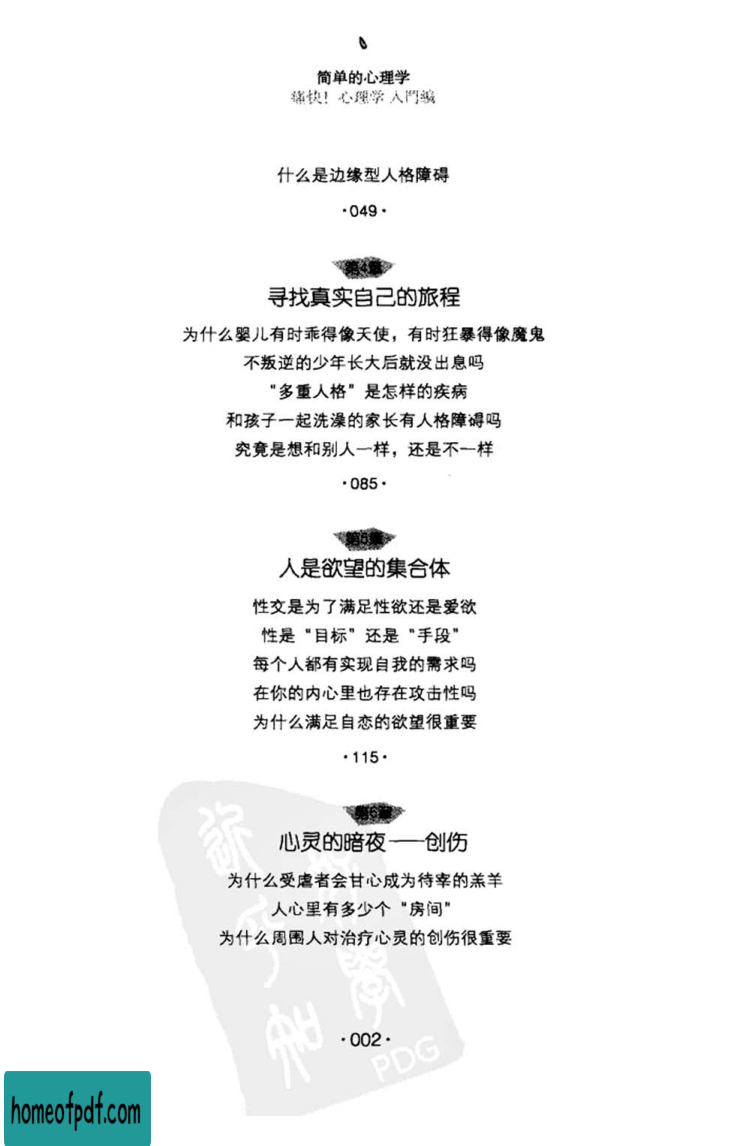 简单的心理学
痛快！心理学 入門編
什么是边缘型人格障碍
·049·
第4章
寻找真实自己的旅程
为什么婴儿有时乖得像天使，有时狂暴得像魔鬼
不叛逆的少年长大后就没出息吗
“多重人格”是怎样的疾病
和孩子一起洗澡的家长有人格障碍吗
究竟是想和别人一样，还是不一样
·085·
第5章
人是欲望的集合体
性交是为了满足性欲还是爱欲
性是“目标”还是“手段”
每个人都有实现自我的需求吗
在你的内心里也存在攻击性吗
为什么满足自恋的欲望很重要
·115·
第6章
心灵的暗夜——创伤
为什么受虐者会甘心成为待宰的羔羊
人心里有多少个“房间”
为什么周围人对治疗心灵的创伤很重要
·002·
PDG
homeofpdf.com